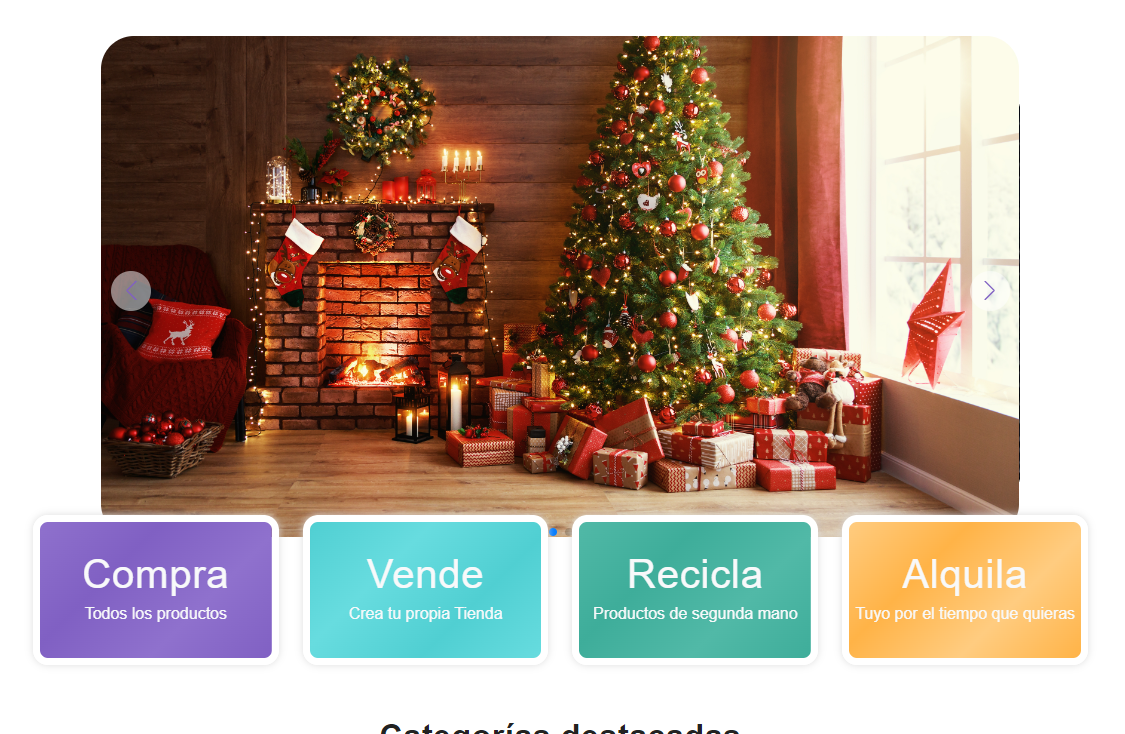 Compra
Todos los productos
Vende
Crea tu propia Tienda
Recicla
Productos de segunda mano
Alquila
Tuyo por el tiempo que quieras
Categorías destacadas